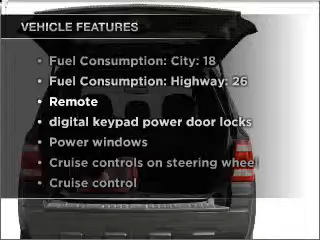 VEHICLE FEATURES
• Fuel Consumption: City: 18
• Fuel Consumption: Highway: 26
• Remote
• digital keypad power door locks
• Power windows
• Cruise controls on steering wheel
• Cruise control